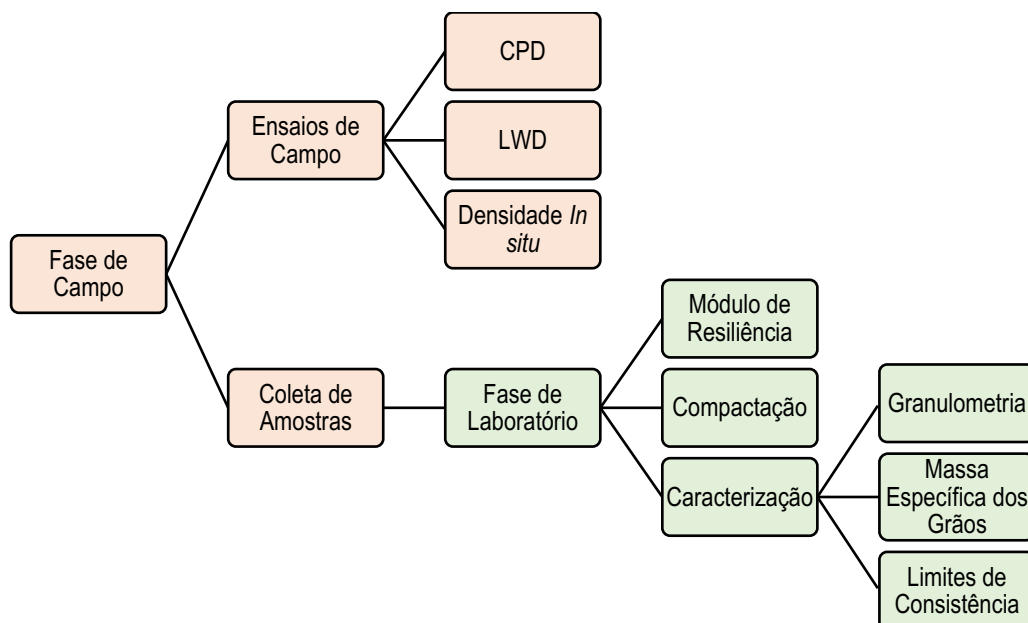 CPD
Ensaios de
Campo
LWD
Densidade In
situ
Fase de
Campo
Módulo de
Resiliência
Coleta de
Amostras
Fase de
Laboratório
Compactação
Granulometria
Caracterização
Massa
Específica dos
Grãos
Limites de
Consistência